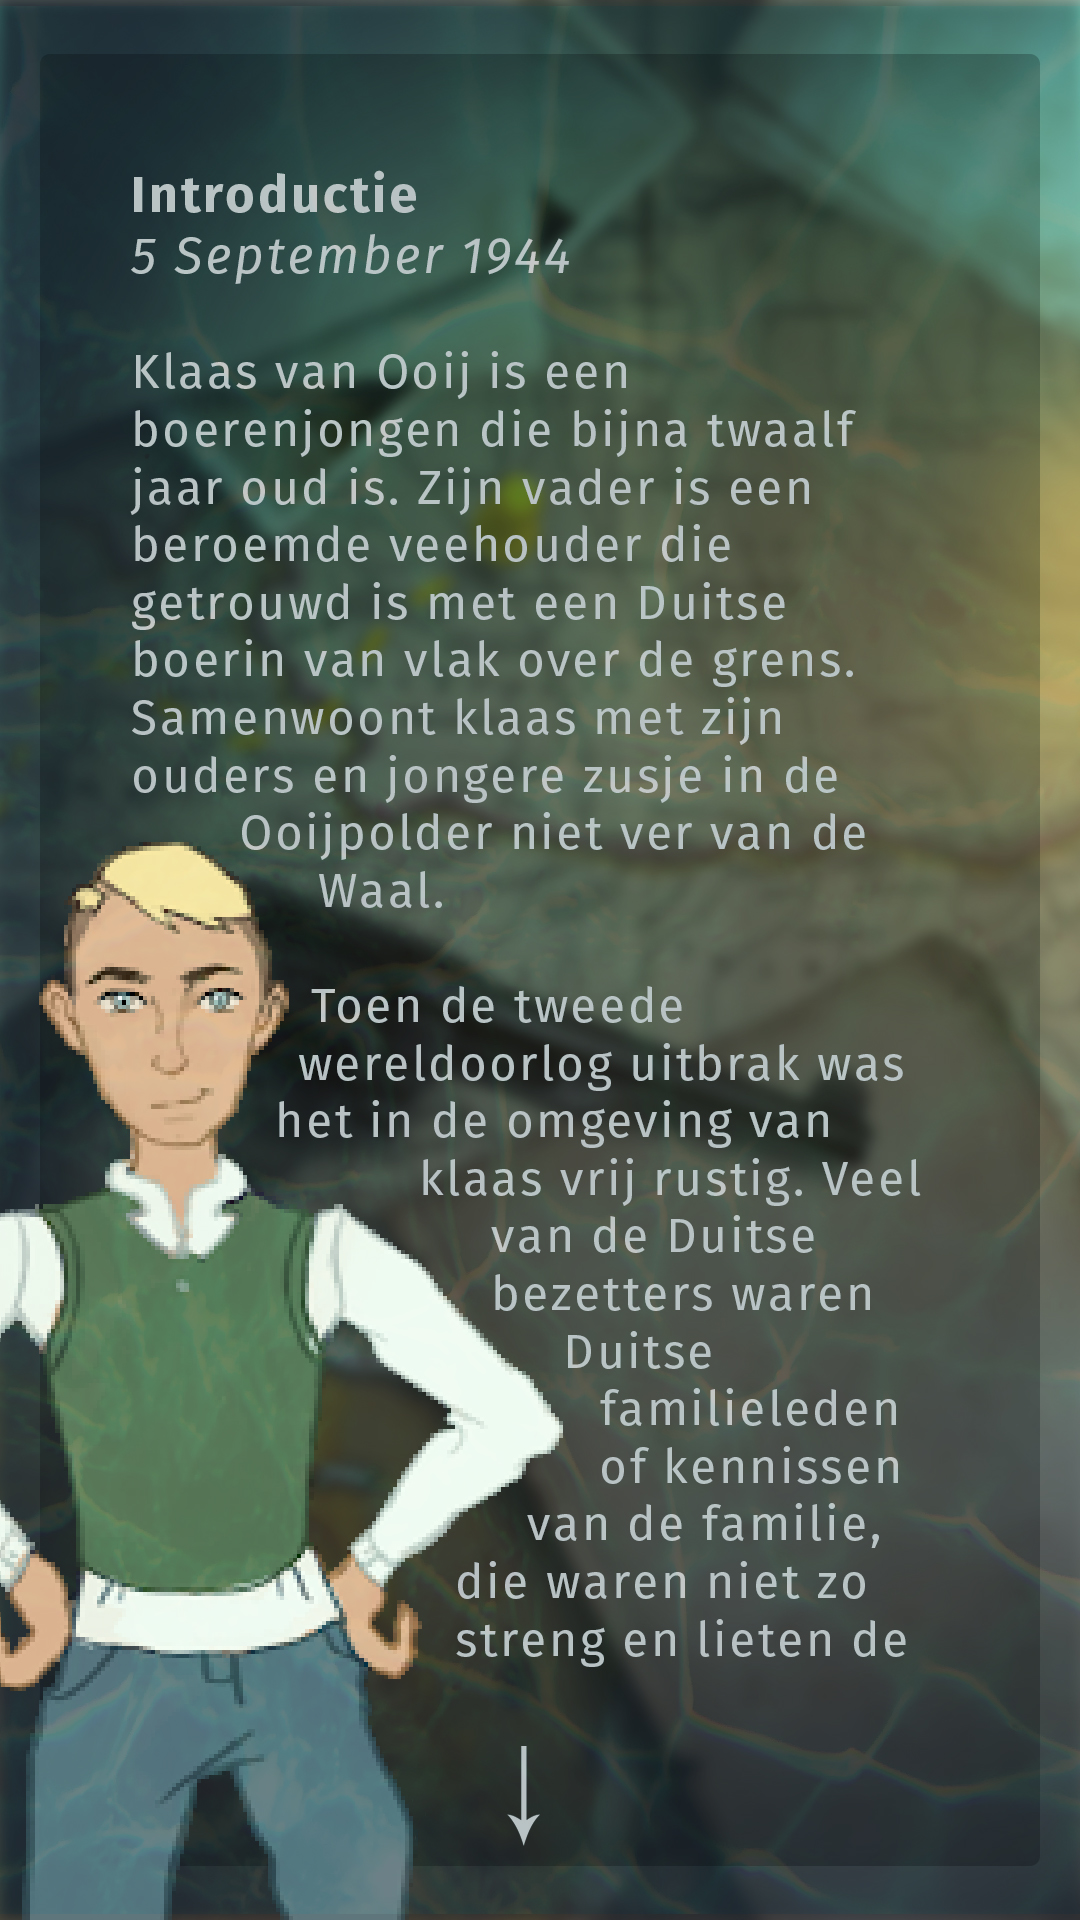 Introductie
5 September 1944
Klaas van Ooij is een
boerenjongen die bijna twaalf
jaar oud is. Zijn vader is een
beroemde veehouder die
getrouwd is met een Duitse
boerin van vlak over de grens.
Samenwoont klaas met zijn
ouders en jongere zusje in de
Ooijpolder niet ver van de
Waal.
Toen de tweede
wereldoorlog uitbrak was
het in de omgeving van
klaas vrij rustig. Veel
van de Duitse
bezetters waren
Duitse
familieleden
of kennissen
van de familie,
die waren niet zo
streng en lieten de